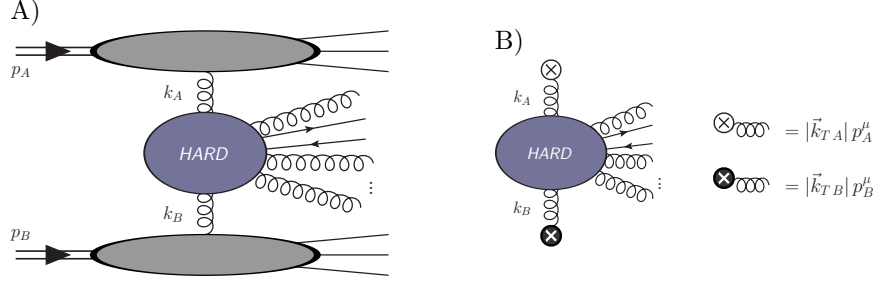 A)
p_A
k_A
HARD
...
k_B
p_B
B)
k_A
HARD
...
k_B
= |\vec{k}_{T A}| p_A^μ
= |\vec{k}_{T B}| p_B^μ